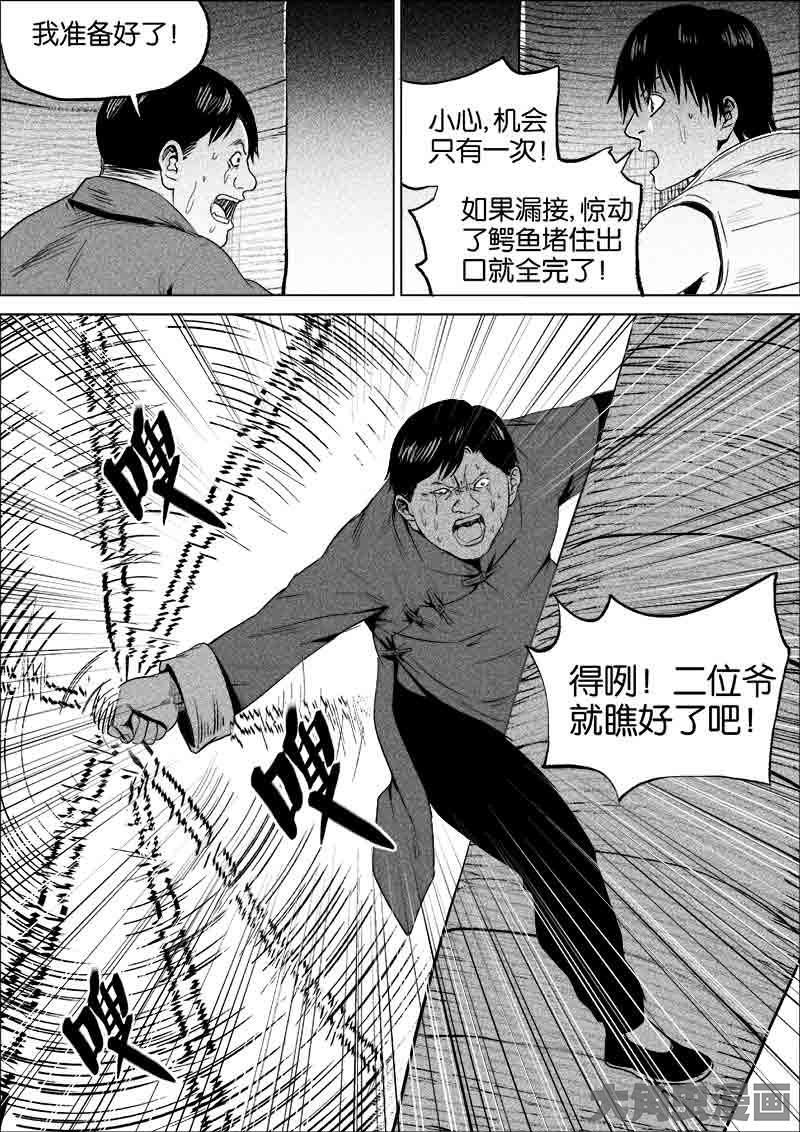 我准备好了！
小心，机会
只有一次！
如果漏接，惊动
了鳄鱼堵住出
口就全完了！
嗖
得咧！二位爷
就瞧好了吧！
嗖
嗖
大角虫漫画